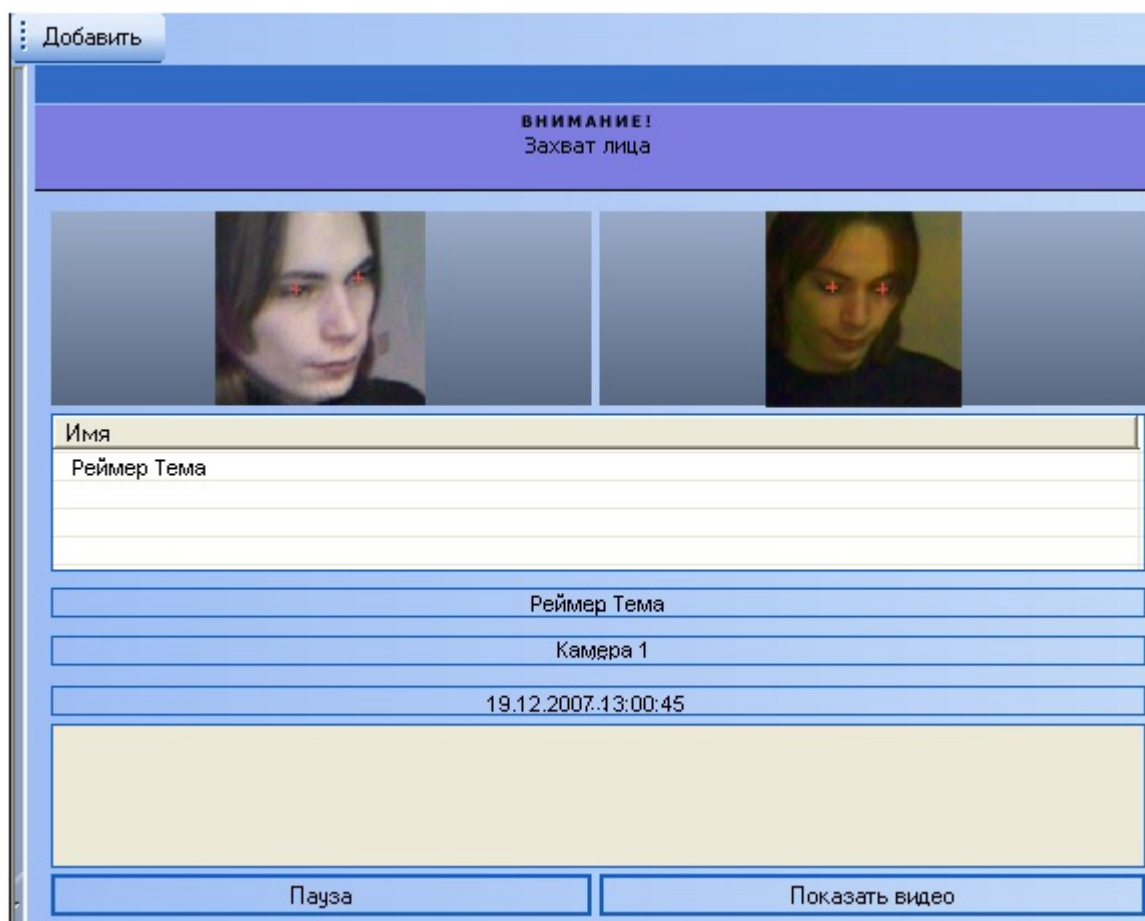 Добавить
ВНИМАНИЕ!
Захват лица
Имя
Реймер Тема
Реймер Тема
Камера 1
19.12.2007 13:00:45
Пауза
Показать видео